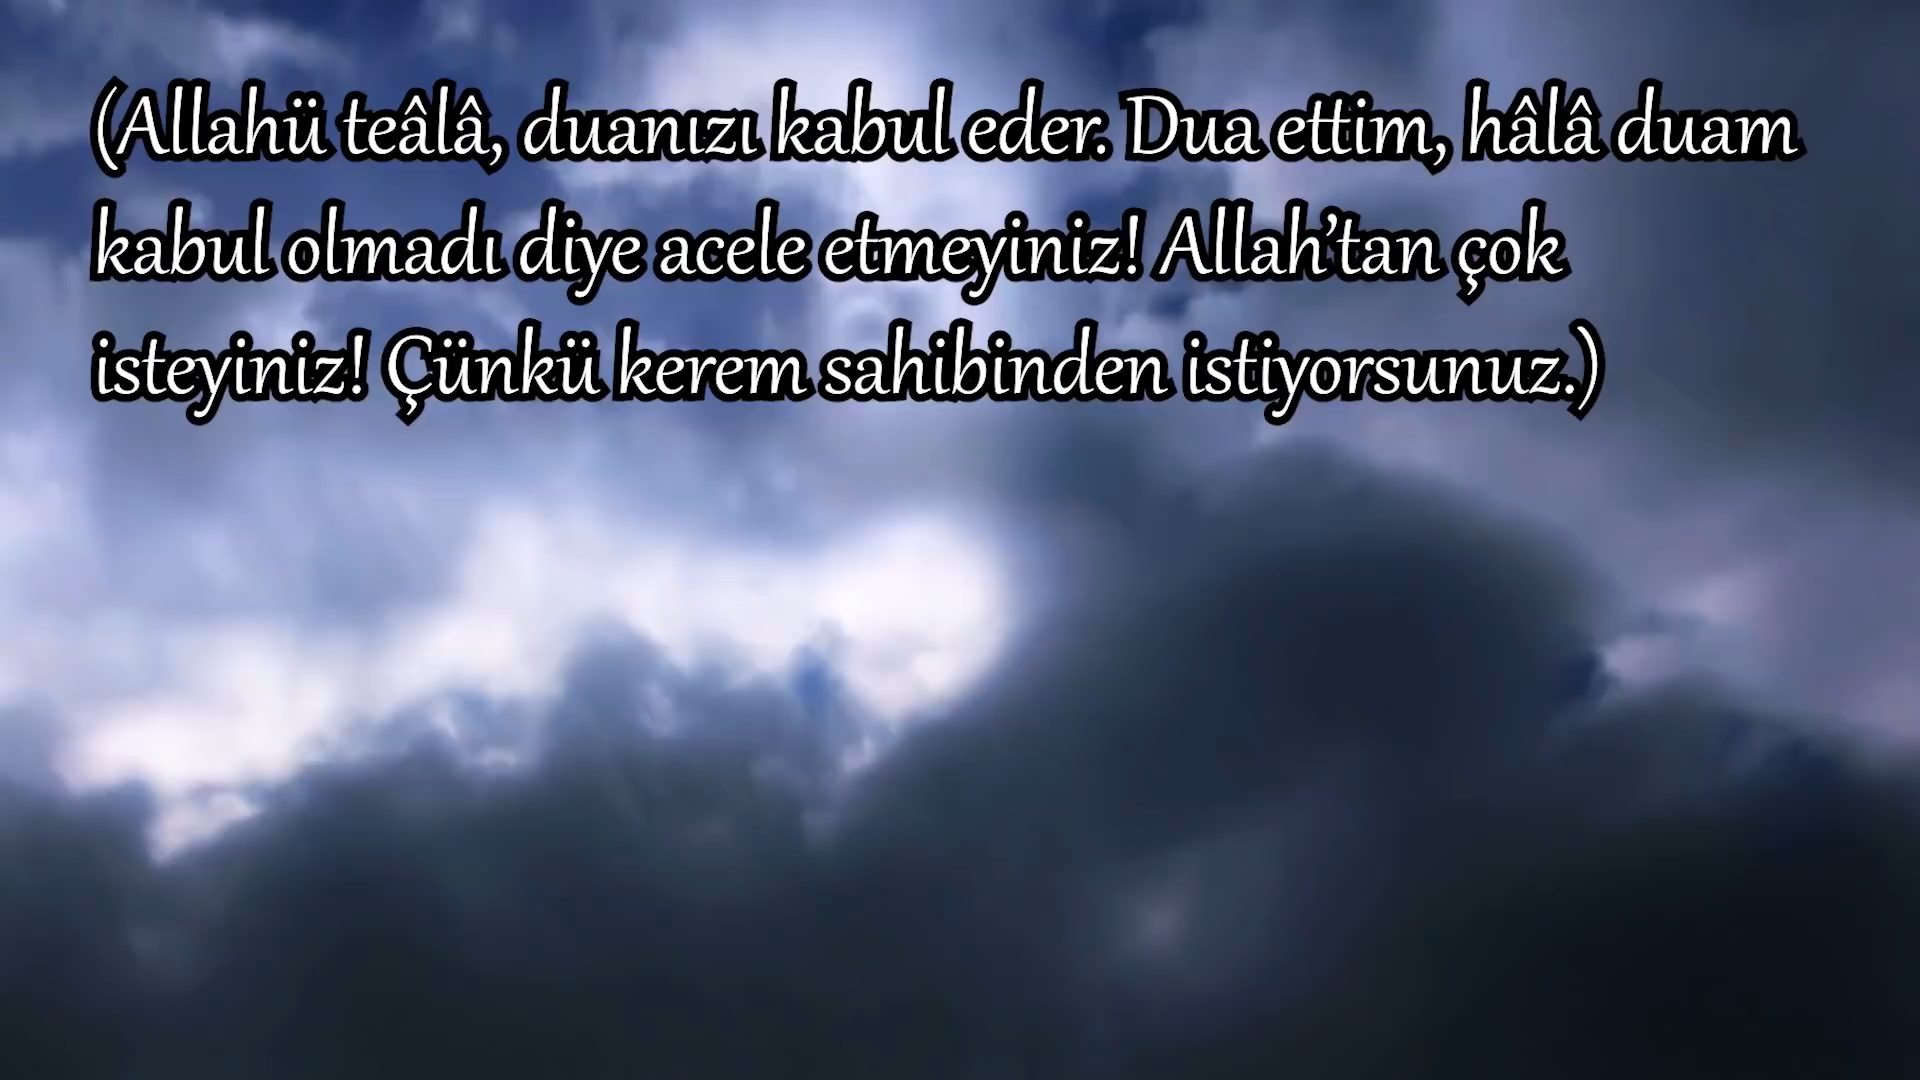 (Allahü teâlâ, duanızı kabul eder. Dua ettim, hâlâ duam
kabul olmadı diye acele etmeyiniz! Allah’tan çok
isteyiniz! Çünkü kerem sahibinden istiyorsunuz.)